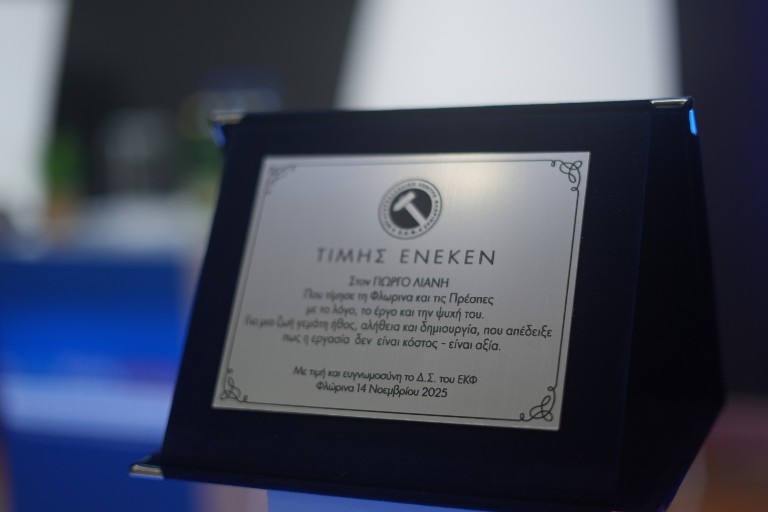 ΤΙΜΗΣ ΕΝΕΚΕΝ
Στον ΓΙΩΡΓΟ ΛΙΑΝΗ
Που τίμησε τη Φλωρινα και τις Πρέσπες
με το λόγο, το έργο και την ψυχή του.
Για μια ζωή γεμάτη ήθος, αλήθεια και δημιουργία, που απέδειξε
πως η εργασία δεν είναι κόστος - είναι αξία.
Με τιμή και ευγνωμοσύνη το Δ.Σ. του ΕΚΦ
Φλώρινα 14 Νοεμβρίου 2025